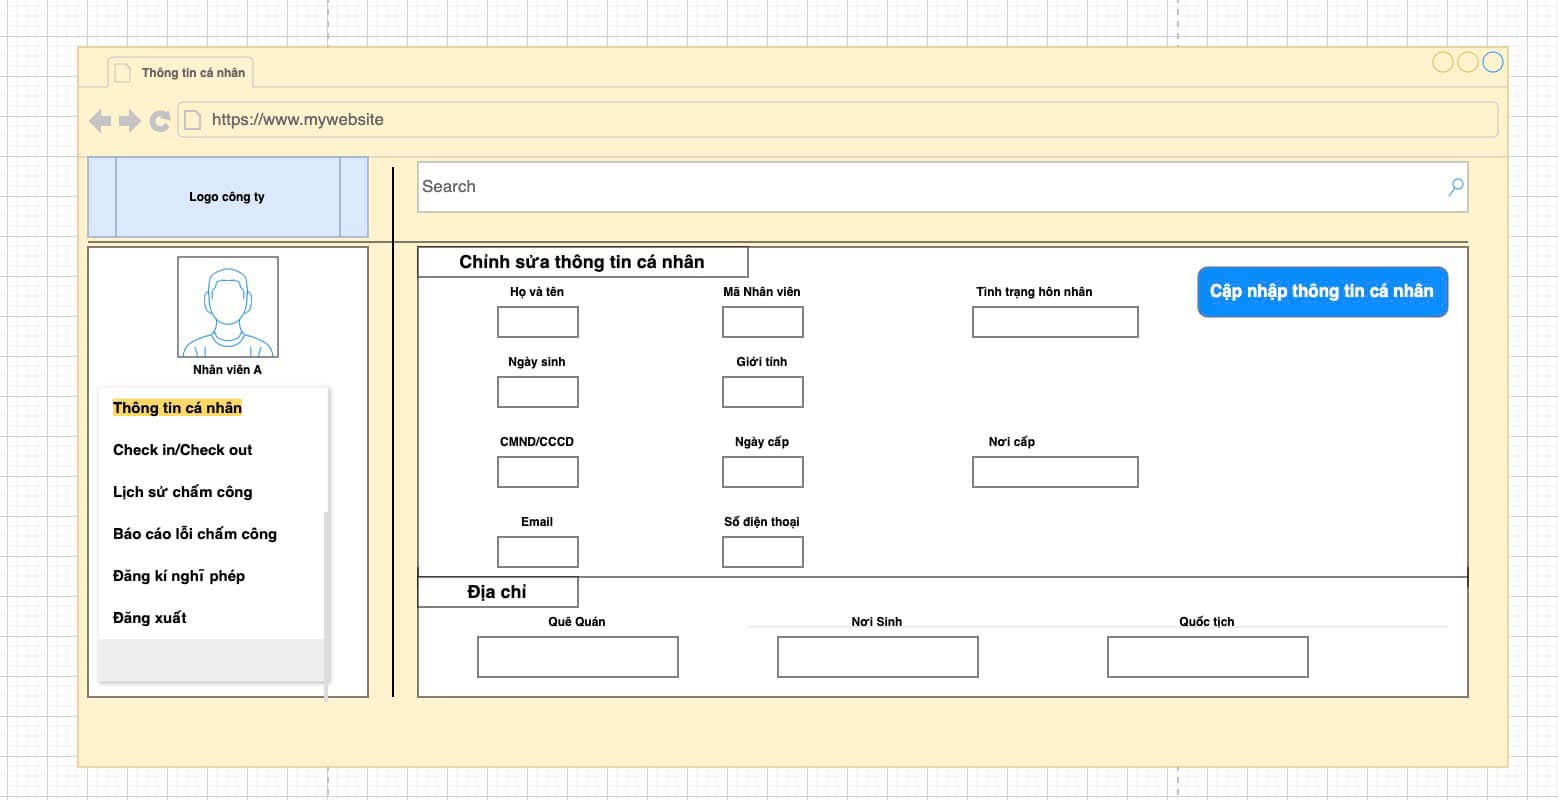 Thông tin cá nhân
https://www.mywebsite
Logo công ty
Search
Nhân viên A
Thông tin cá nhân
Check in/Check out
Lịch sử chấm công
Báo cáo lỗi chấm công
Đăng kí nghĩ phép
Đăng xuất
Chỉnh sửa thông tin cá nhân
Cập nhập thông tin cá nhân
Họ và tên
Mã Nhân viên
Tình trạng hôn nhân
Ngày sinh
Giới tính
CMND/CCCD
Ngày cấp
Nơi cấp
Email
Số điện thoại
Địa chỉ
Quê Quán
Nơi Sinh
Quốc tịch